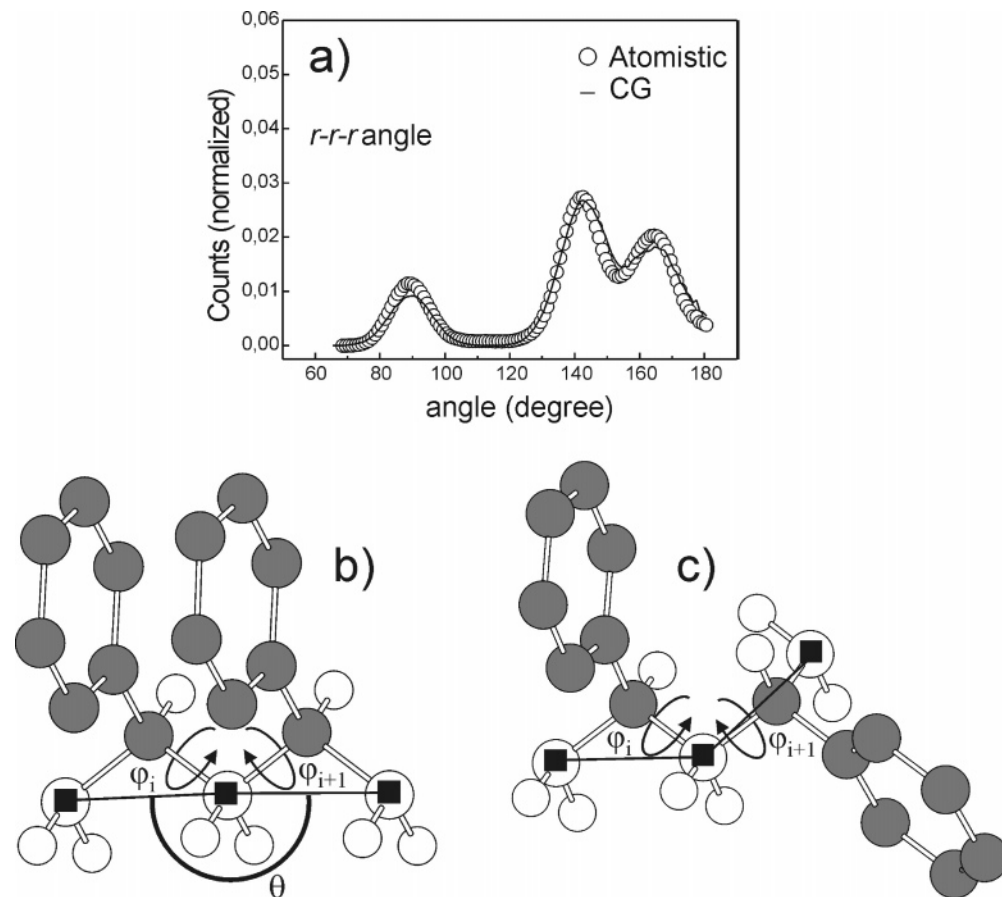 a)
Atomistic
CG
r-r-r angle
Counts (normalized)
0,06
0,05
0,04
0,03
0,02
0,01
0,00
60 80 100 120 140 160 180
angle (degree)
b)
φi
φi+1
θ
c)
φi
φi+1